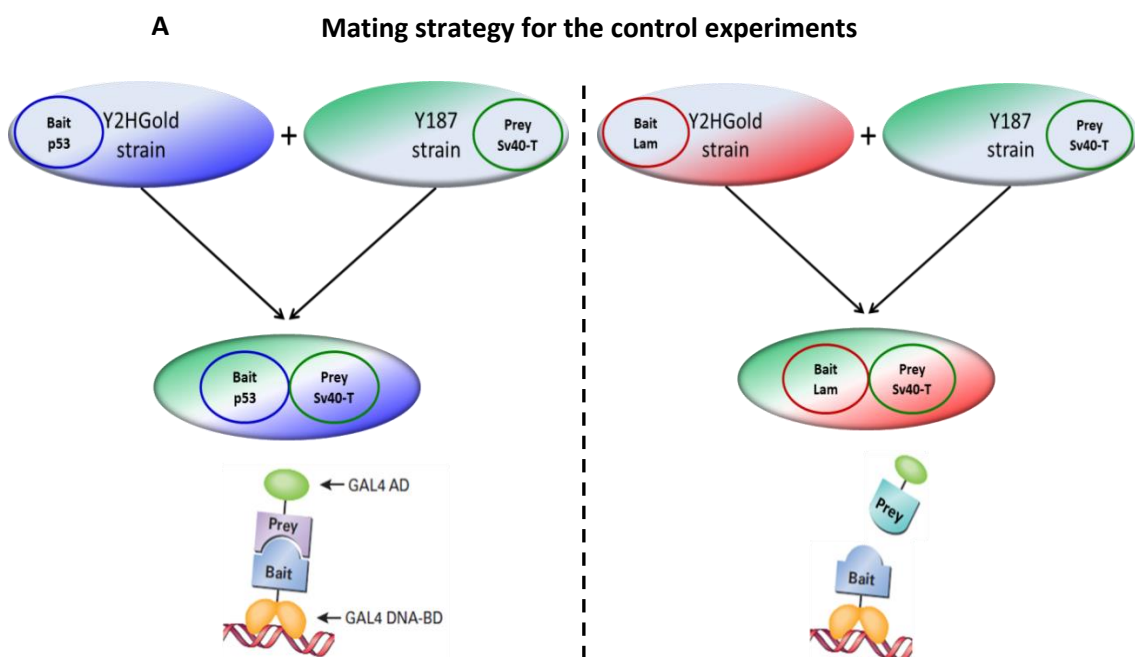 A
Mating strategy for the control experiments
Bait
p53
Y2HGold
strain
+
Y187
strain
Prey
Sv40-T
Bait
Lam
Y2HGold
strain
+
Y187
strain
Prey
Sv40-T
Bait
p53
Prey
Sv40-T
Bait
Lam
Prey
Sv40-T
GAL4 AD
Prey
Bait
GAL4 DNA-BD
Prey
Bait